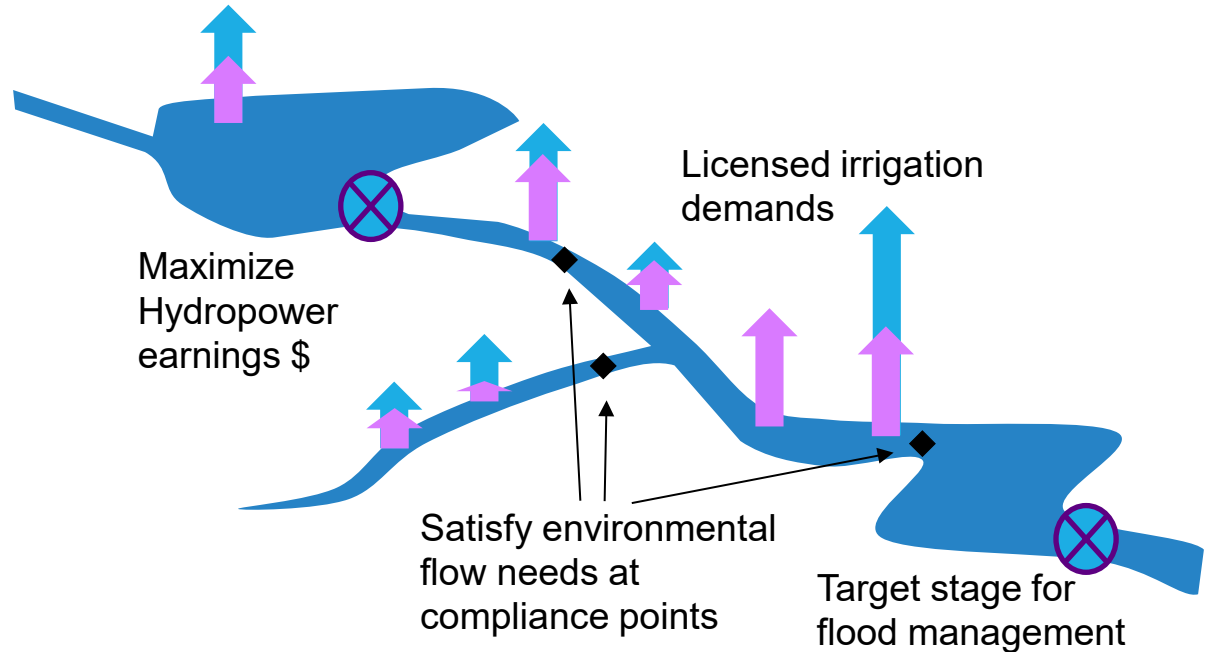 Licensed irrigation
demands
Maximize
Hydropower
earnings $
Satisfy environmental
flow needs at
compliance points
Target stage for
flood management